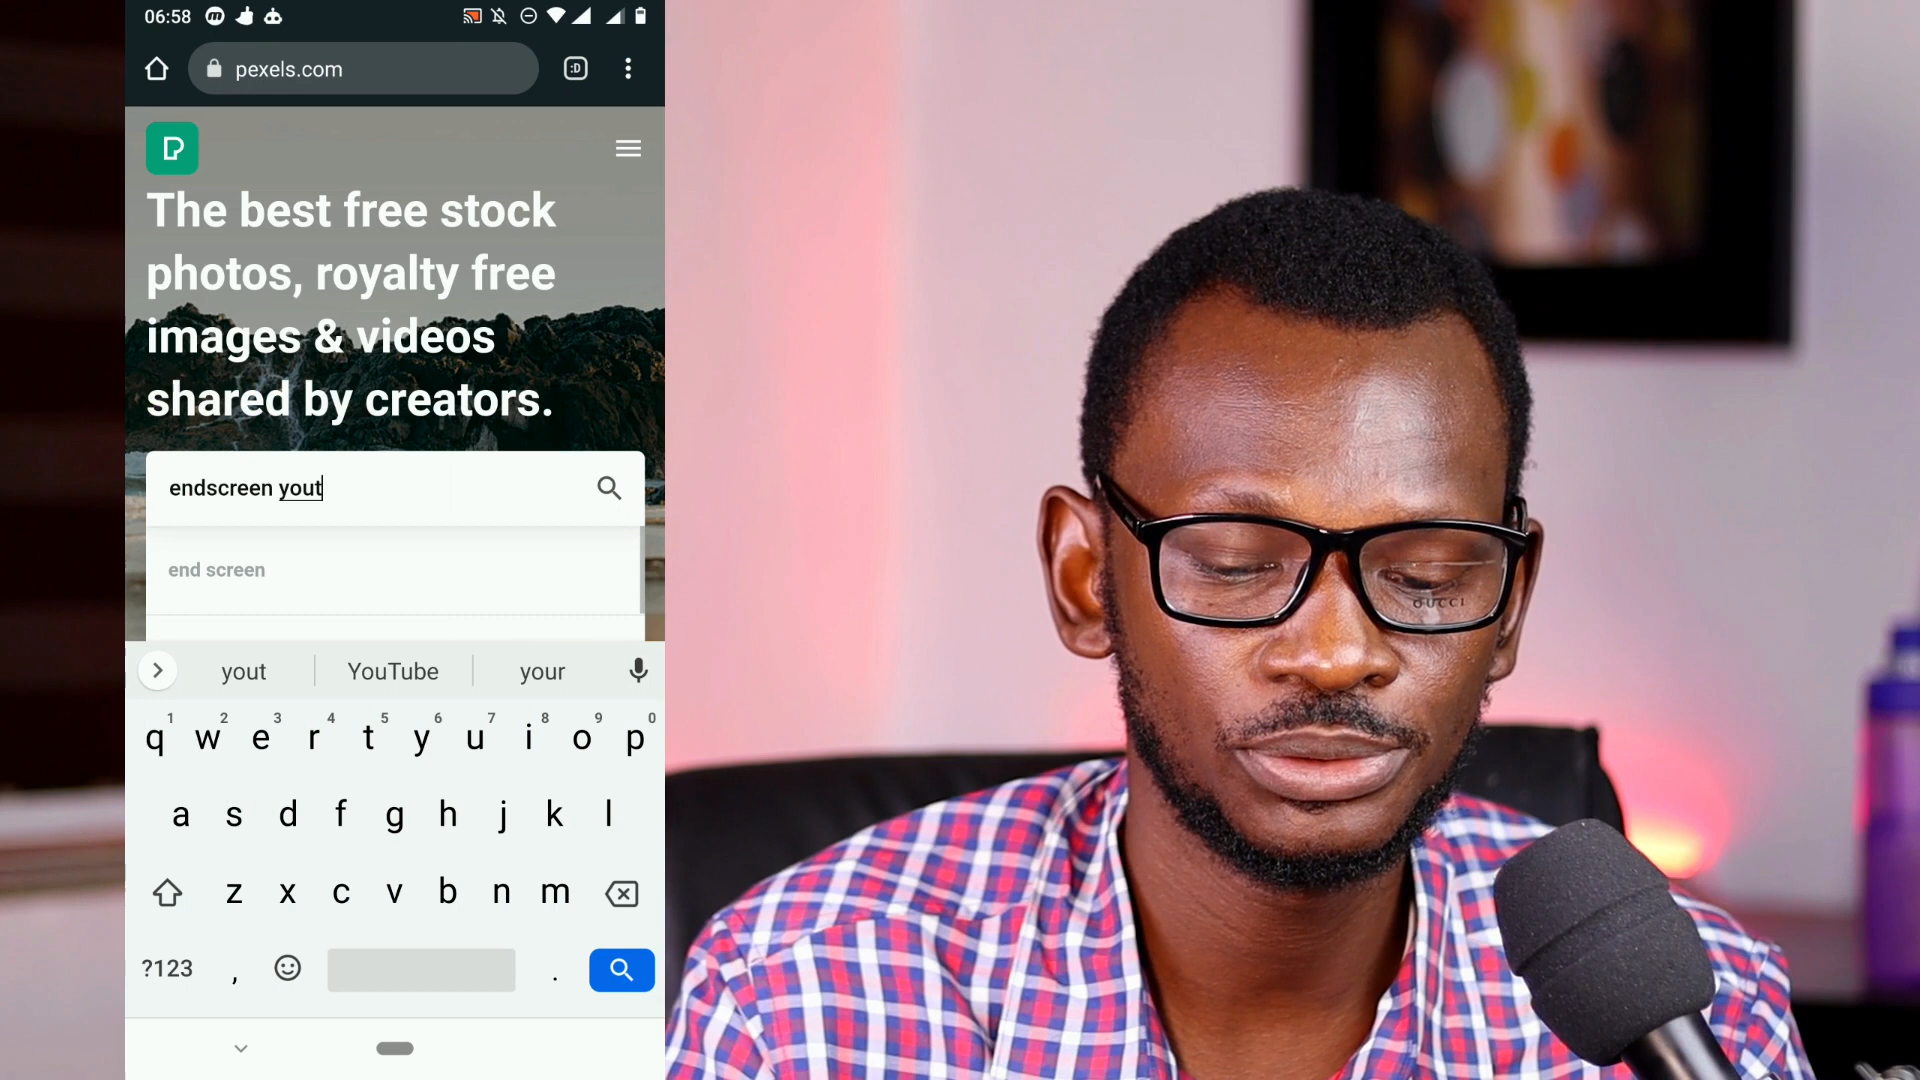 06:58
:D
pexels.com
The best free stock
photos, royalty free
images & videos
shared by creators.
endscreen yout
end screen
yout YouTube your
1 2 3 4 5 6 7 8 9 0
q w e r t y u i o p
a s d f g h j k l
z x c v b n m
?123 , .
GUCCI